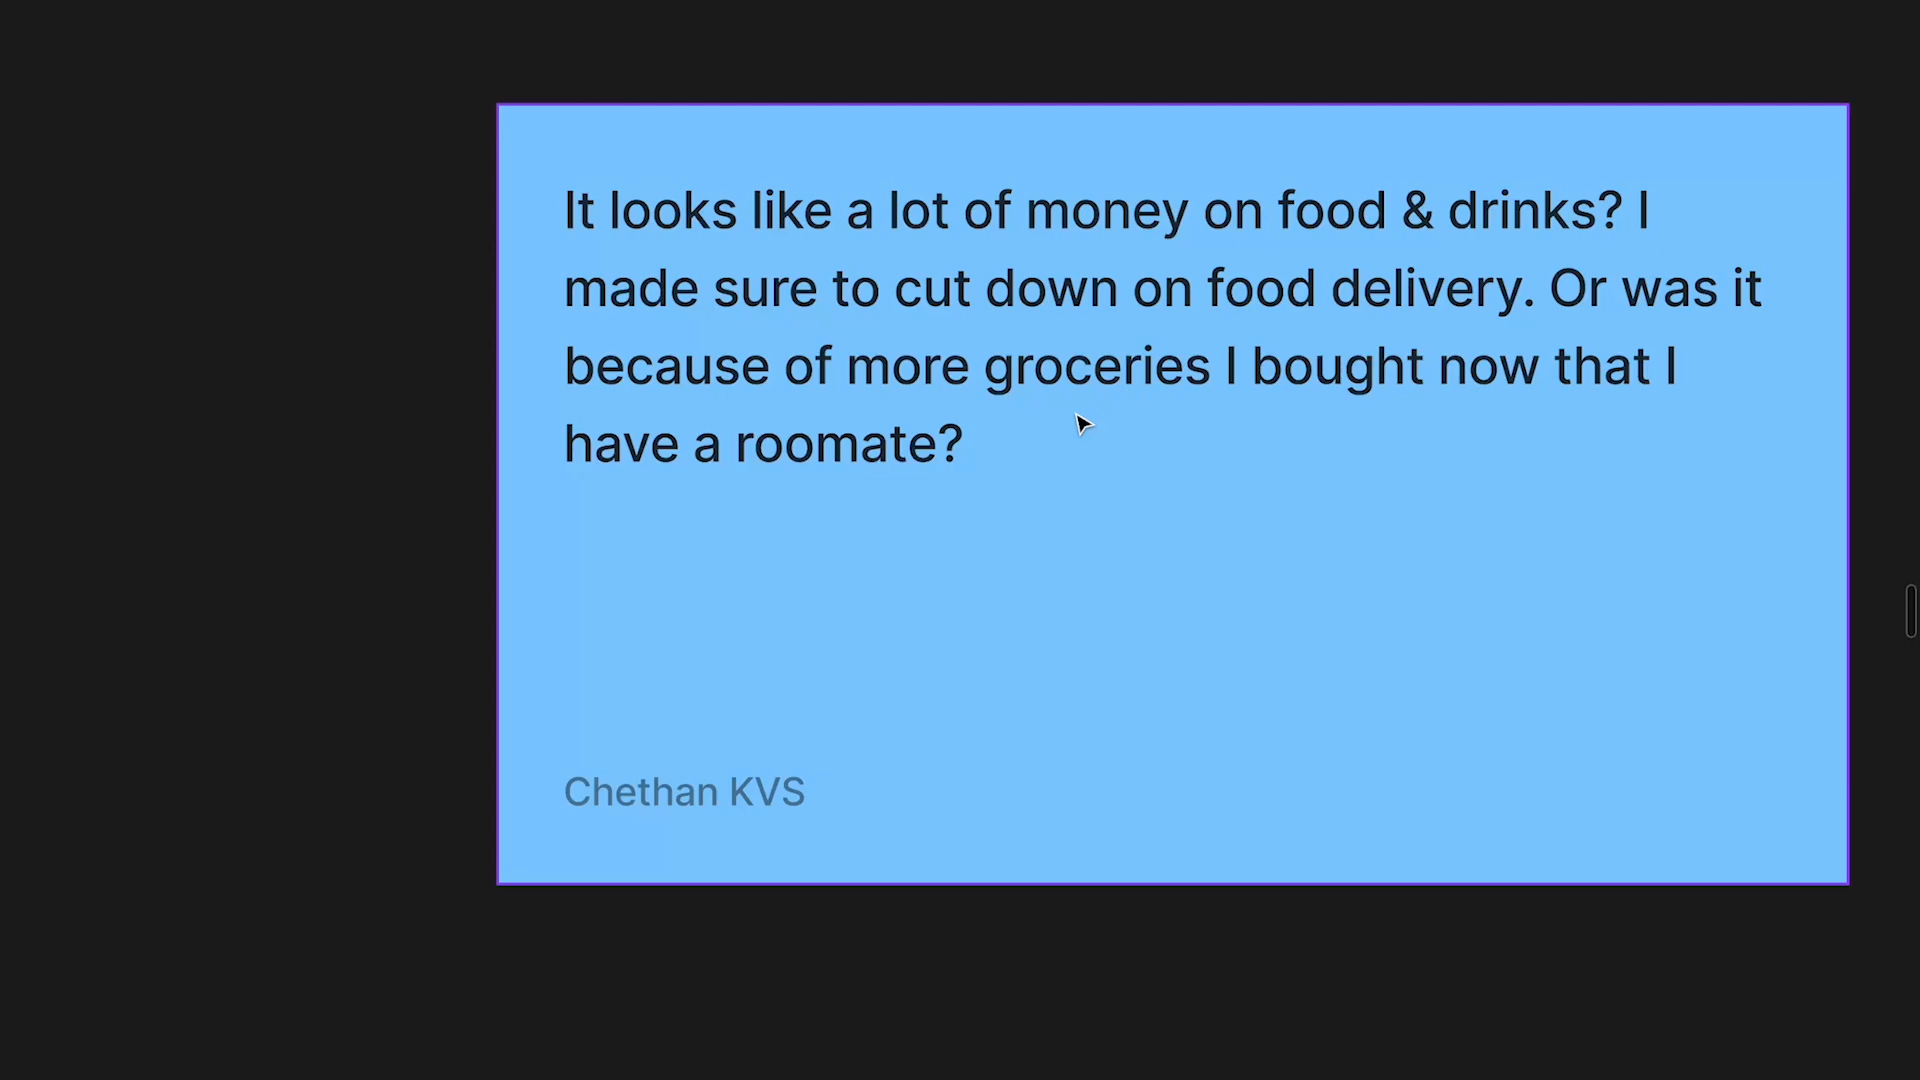 It looks like a lot of money on food & drinks? I
made sure to cut down on food delivery. Or was it
because of more groceries I bought now that I
have a roomate?
Chethan KVS